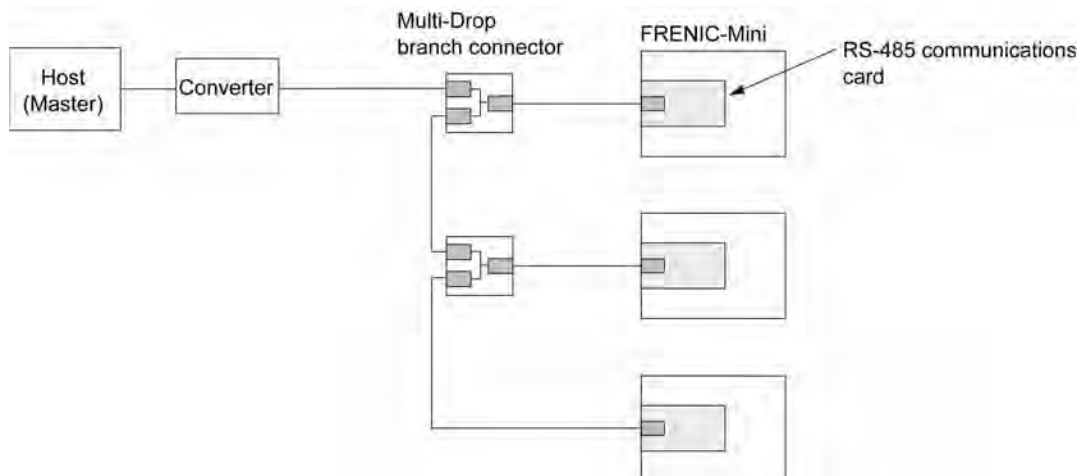 Multi-Drop
branch connector
FRENIC-Mini
RS-485 communications
card
Host
(Master)
Converter